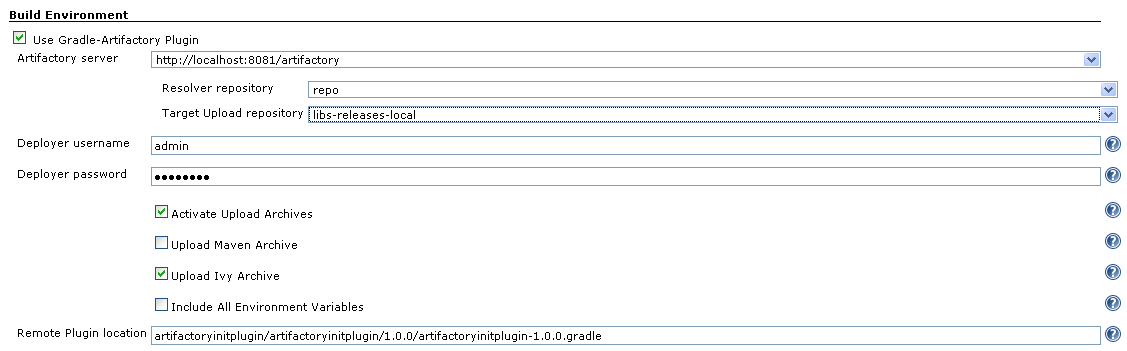 Build Environment
Use Gradle-Artifactory Plugin
Artifactory server http://localhost:8081/artifactory
Resolver repository repo
Target Upload repository libs-releases-local
Deployer username admin ?
Deployer password •••••••• ?
Activate Upload Archives ?
Upload Maven Archive ?
Upload Ivy Archive ?
Include All Environment Variables ?
Remote Plugin location artifactoryinitplugin/artifactoryinitplugin/1.0.0/artifactoryinitplugin-1.0.0.gradle ?